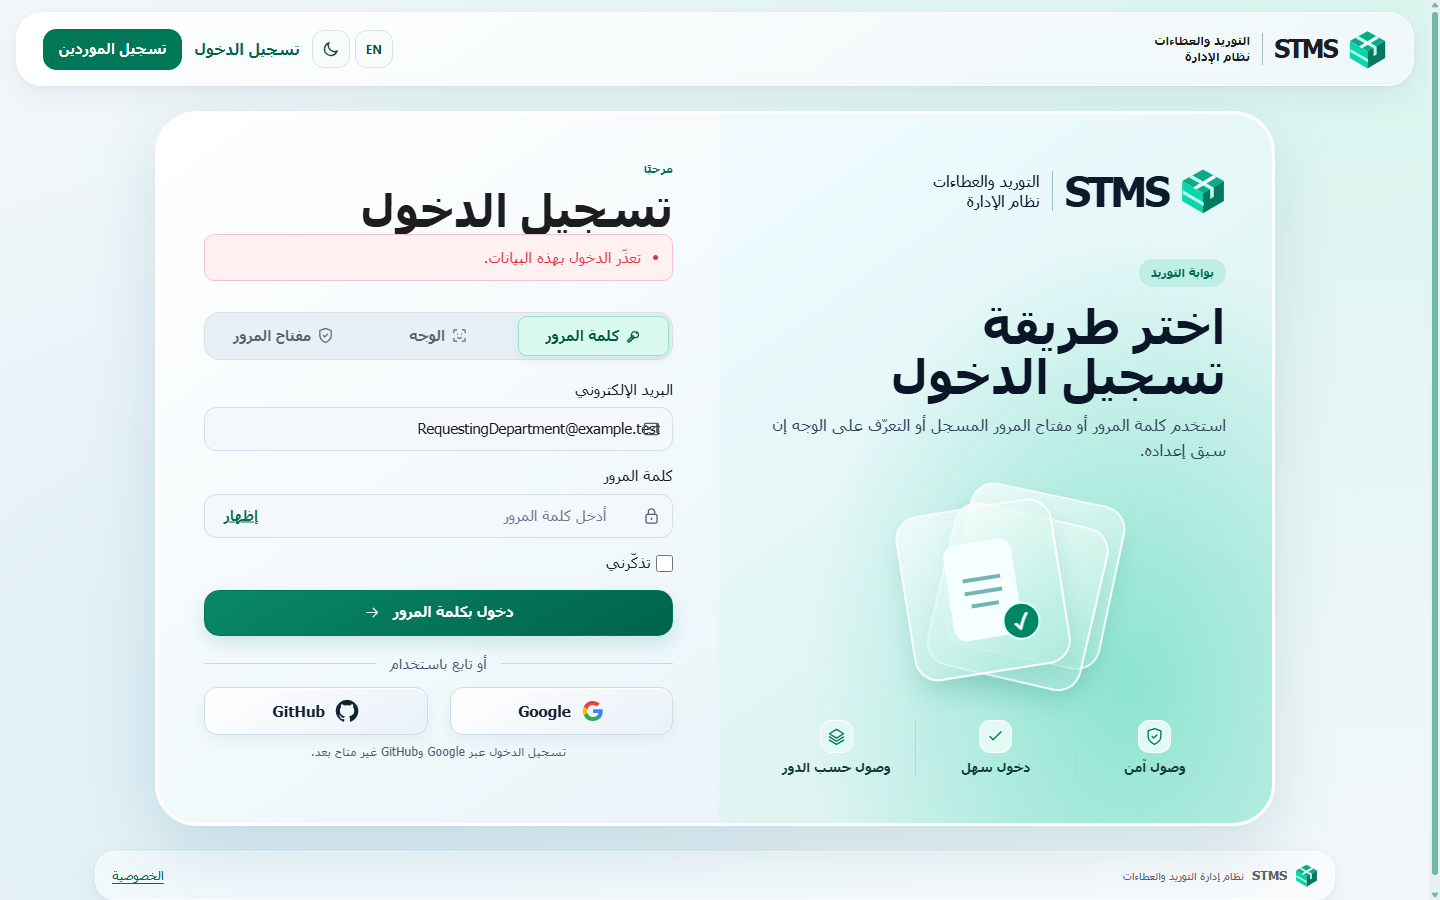 STMS
التوريد والعطاءات
نظام الإدارة
EN
تسجيل الدخول
تسجيل الموردين
STMS
التوريد والعطاءات
نظام الإدارة
بوابة التوريد
اختر طريقة
تسجيل الدخول
استخدم كلمة المرور أو مفتاح المرور المسجل أو التعرّف على الوجه إن
سبق إعداده.
وصول آمن
دخول سهل
وصول حسب الدور
مرحبًا
تسجيل الدخول
تعذّر الدخول بهذه البيانات.
كلمة المرور
الوجه
مفتاح المرور
البريد الإلكتروني
RequestingDepartment@example.test
كلمة المرور
أدخل كلمة المرور
إظهار
تذكّرني
دخول بكلمة المرور
أو تابع باستخدام
Google
GitHub
تسجيل الدخول عبر Google وGitHub غير متاح بعد.
STMS
نظام إدارة التوريد والعطاءات
الخصوصية